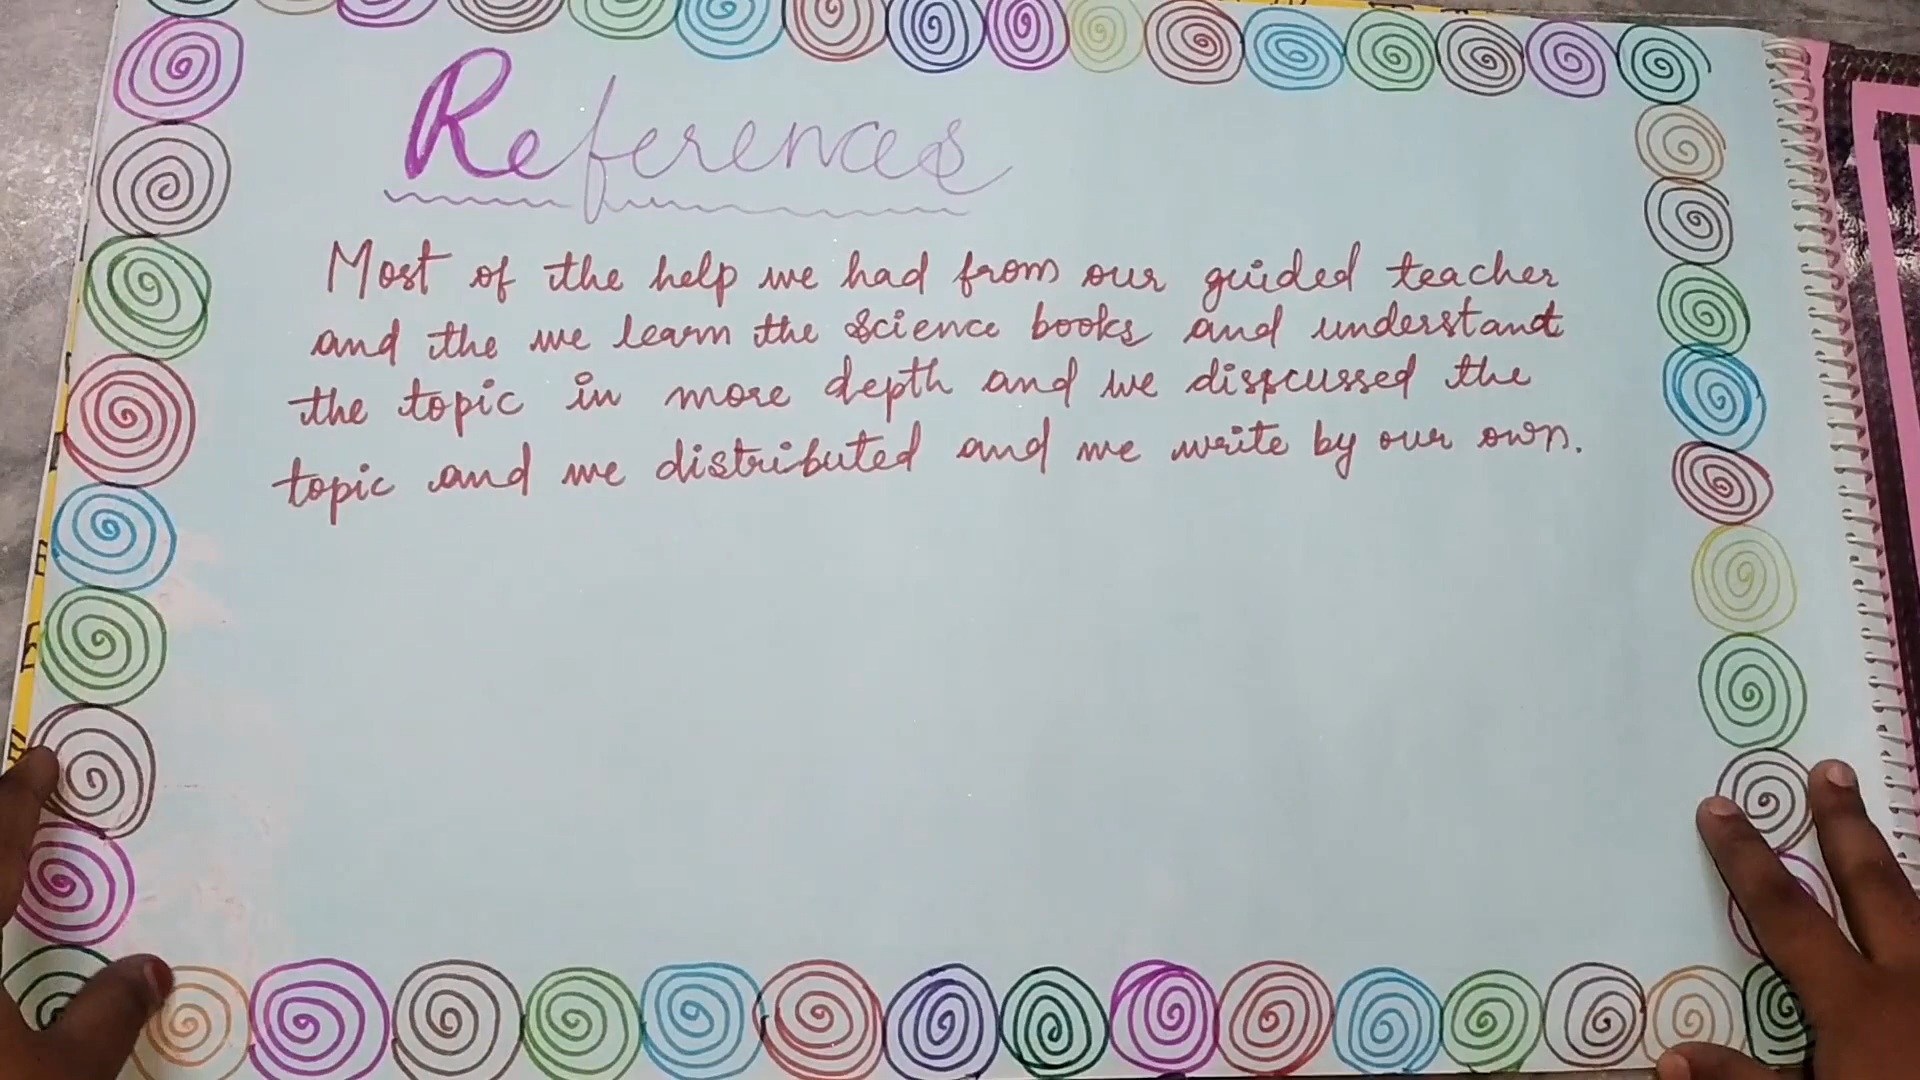 References
Most of the help we had from our guided teacher
and the we learn the science books and understand
the topic in more depth and we disscussed the
topic and we distributed and we write by our own.